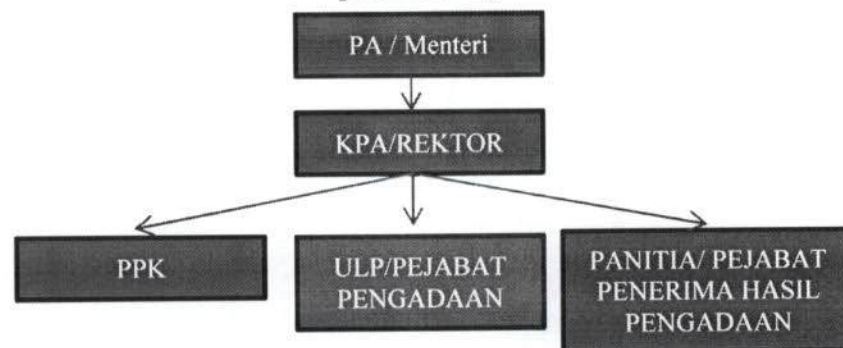 PA / Menteri
KPA/REKTOR
PPK
ULP/PEJABAT
PENGADAAN
PANITIA/ PEJABAT
PENERIMA HASIL
PENGADAAN